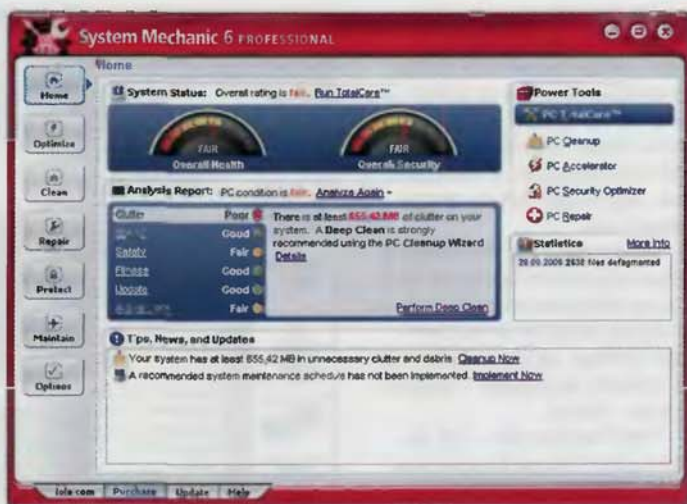 System Mechanic 6 PROFESSIONAL
Home
Home
Optimize
Clean
Repair
Protect
Maintain
Options
System Status: Overall rating is fair. Run TotalCare™
FAIR
Overall Health
FAIR
Overall Security
Analysis Report: PC condition is fair. Analyze Again
Clutter Poor
Good
Safety Fair
Fitness Good
Update Good
Fair
There is at least 655,42 MB of clutter on your
system. A Deep Clean is strongly
recommended using the PC Cleanup Wizard
Details
Perform Deep Clean
Power Tools
PC TotalCare™
PC Cleanup
PC Accelerator
PC Security Optimizer
PC Repair
Statistics More Info
2638 files defragmented
Tips, News, and Updates
Your system has at least 655,42 MB in unnecessary clutter and debris. Cleanup Now
A recommended system maintenance schedule has not been implemented. Implement Now
Iolo.com Purchase Update Help